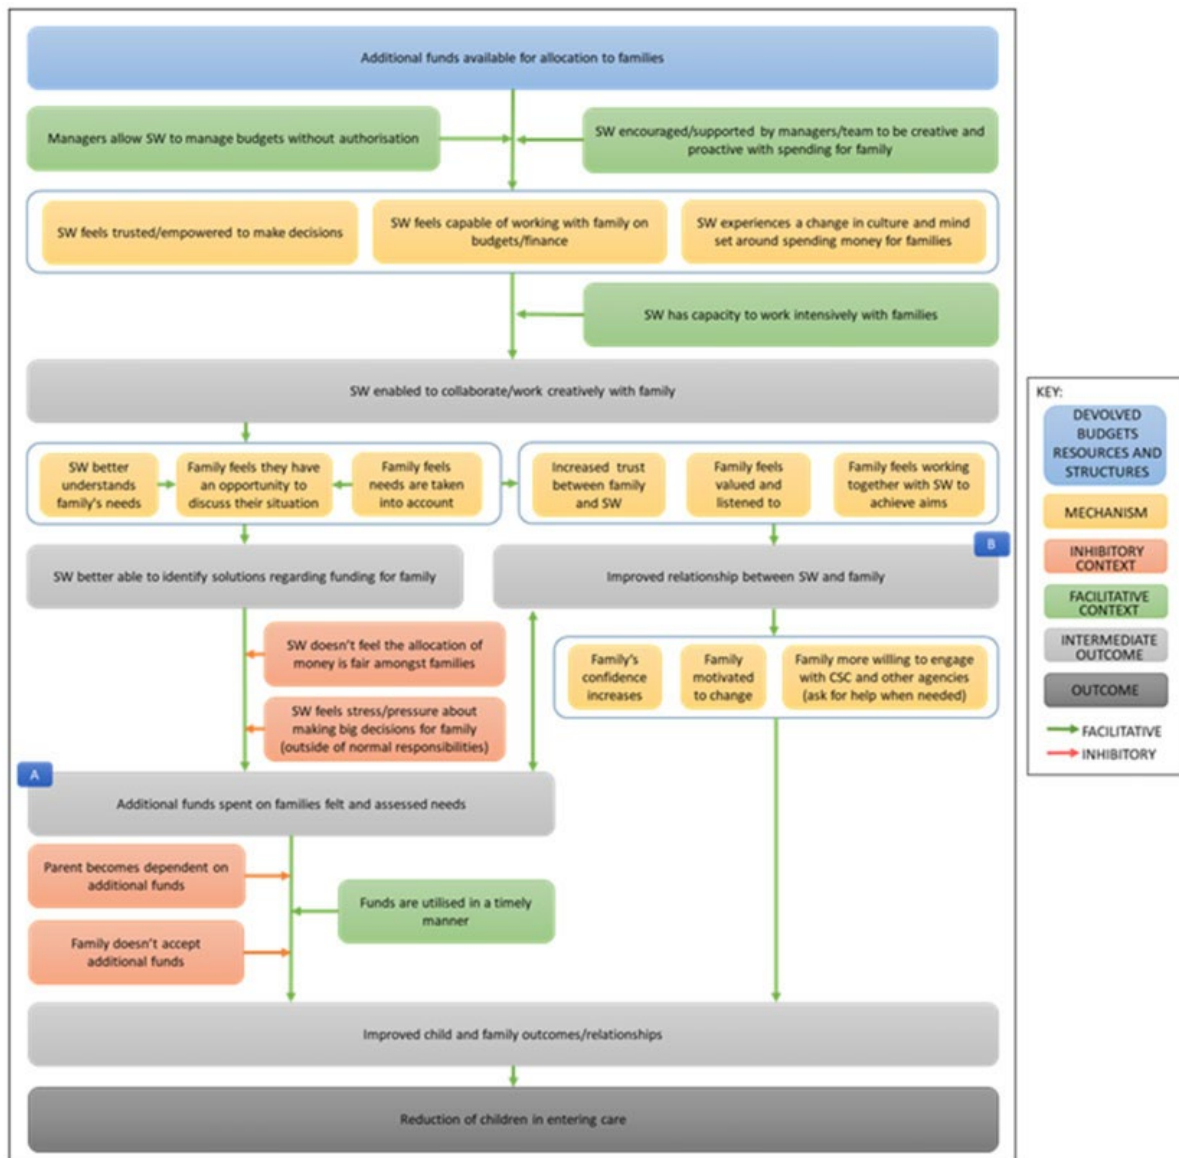 Additional funds available for allocation to families
Managers allow SW to manage budgets without authorisation
SW encouraged/supported by managers/team to be creative and
proactive with spending for family
SW feels trusted/empowered to make decisions
SW feels capable of working with family on
budgets/finance
SW experiences a change in culture and mind
set around spending money for families
SW has capacity to work intensively with families
SW enabled to collaborate/work creatively with family
SW better
understands
family's needs
Family feels they have
an opportunity to
discuss their situation
Family feels
needs are taken
into account
Increased trust
between family
and SW
Family feels
valued and
listened to
Family feels working
together with SW to
achieve aims
SW better able to identify solutions regarding funding for family
B
Improved relationship between SW and family
SW doesn't feel the allocation of
money is fair amongst families
SW feels stress/pressure about
making big decisions for family
(outside of normal responsibilities)
Family's
confidence
increases
Family
motivated
to change
Family more willing to engage
with CSC and other agencies
(ask for help when needed)
A
Additional funds spent on families felt and assessed needs
Parent becomes dependent on
additional funds
Funds are utilised in a timely
manner
Family doesn't accept
additional funds
Improved child and family outcomes/relationships
Reduction of children in entering care
KEY:
DEVOLVED
BUDGETS
RESOURCES AND
STRUCTURES
MECHANISM
INHIBITORY
CONTEXT
FACILITATIVE
CONTEXT
INTERMEDIATE
OUTCOME
OUTCOME
FACILITATIVE
INHIBITORY